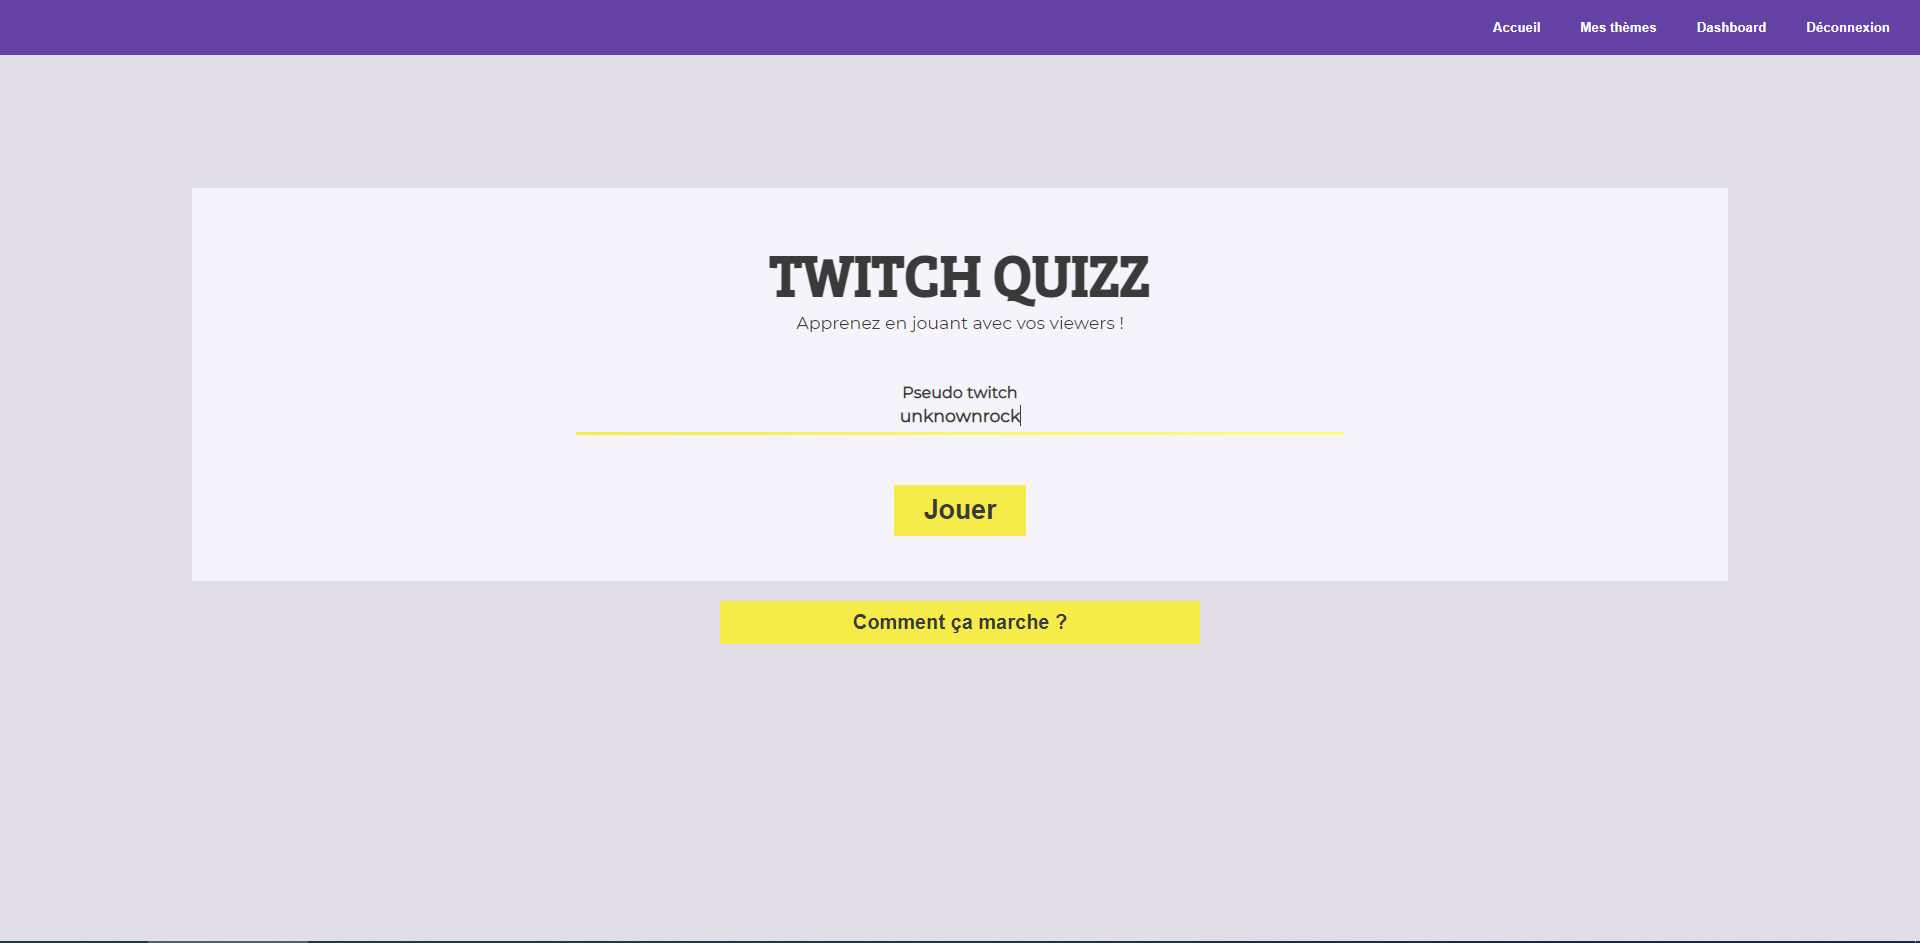 Accueil Mes thèmes Dashboard Déconnexion
TWITCH QUIZZ
Apprenez en jouant avec vos viewers !
Pseudo twitch
unknownrock
Jouer
Comment ça marche ?